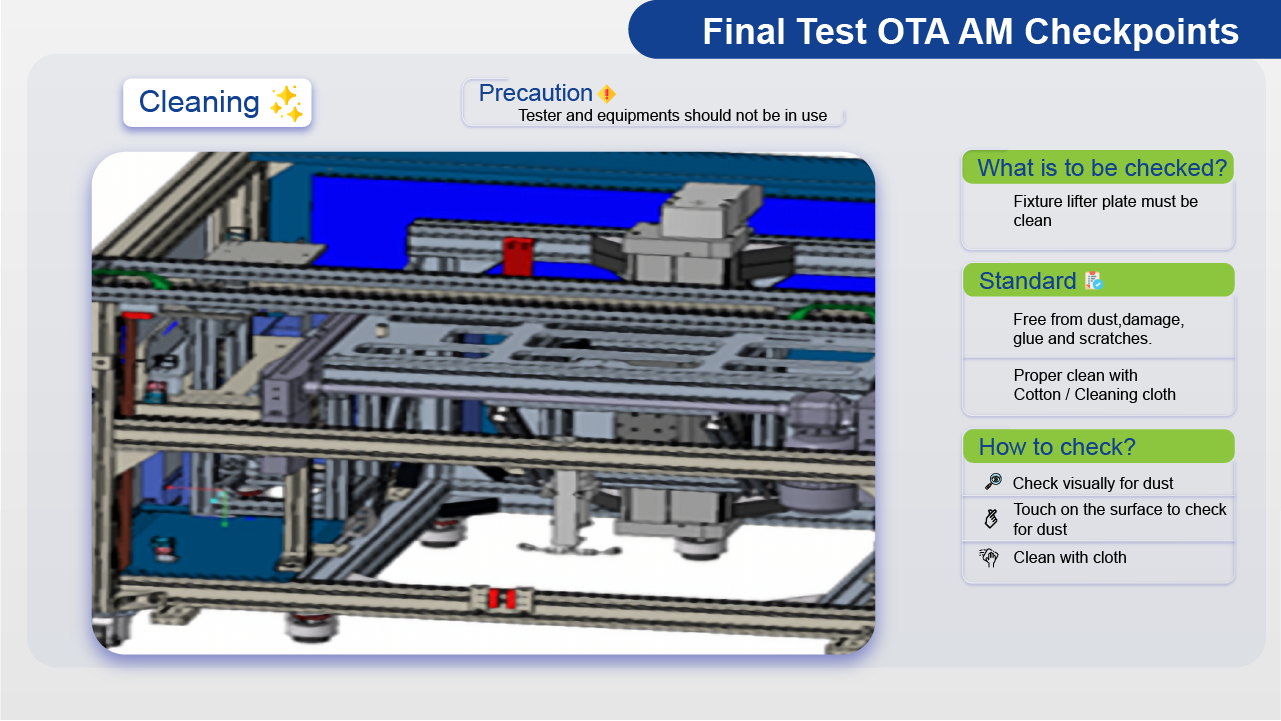 Final Test OTA AM Checkpoints
Cleaning
Precaution
Tester and equipments should not be in use
What is to be checked?
Fixture lifter plate must be
clean
Standard
Free from dust,damage,
glue and scratches.
Proper clean with
Cotton / Cleaning cloth
How to check?
Check visually for dust
Touch on the surface to check
for dust
Clean with cloth